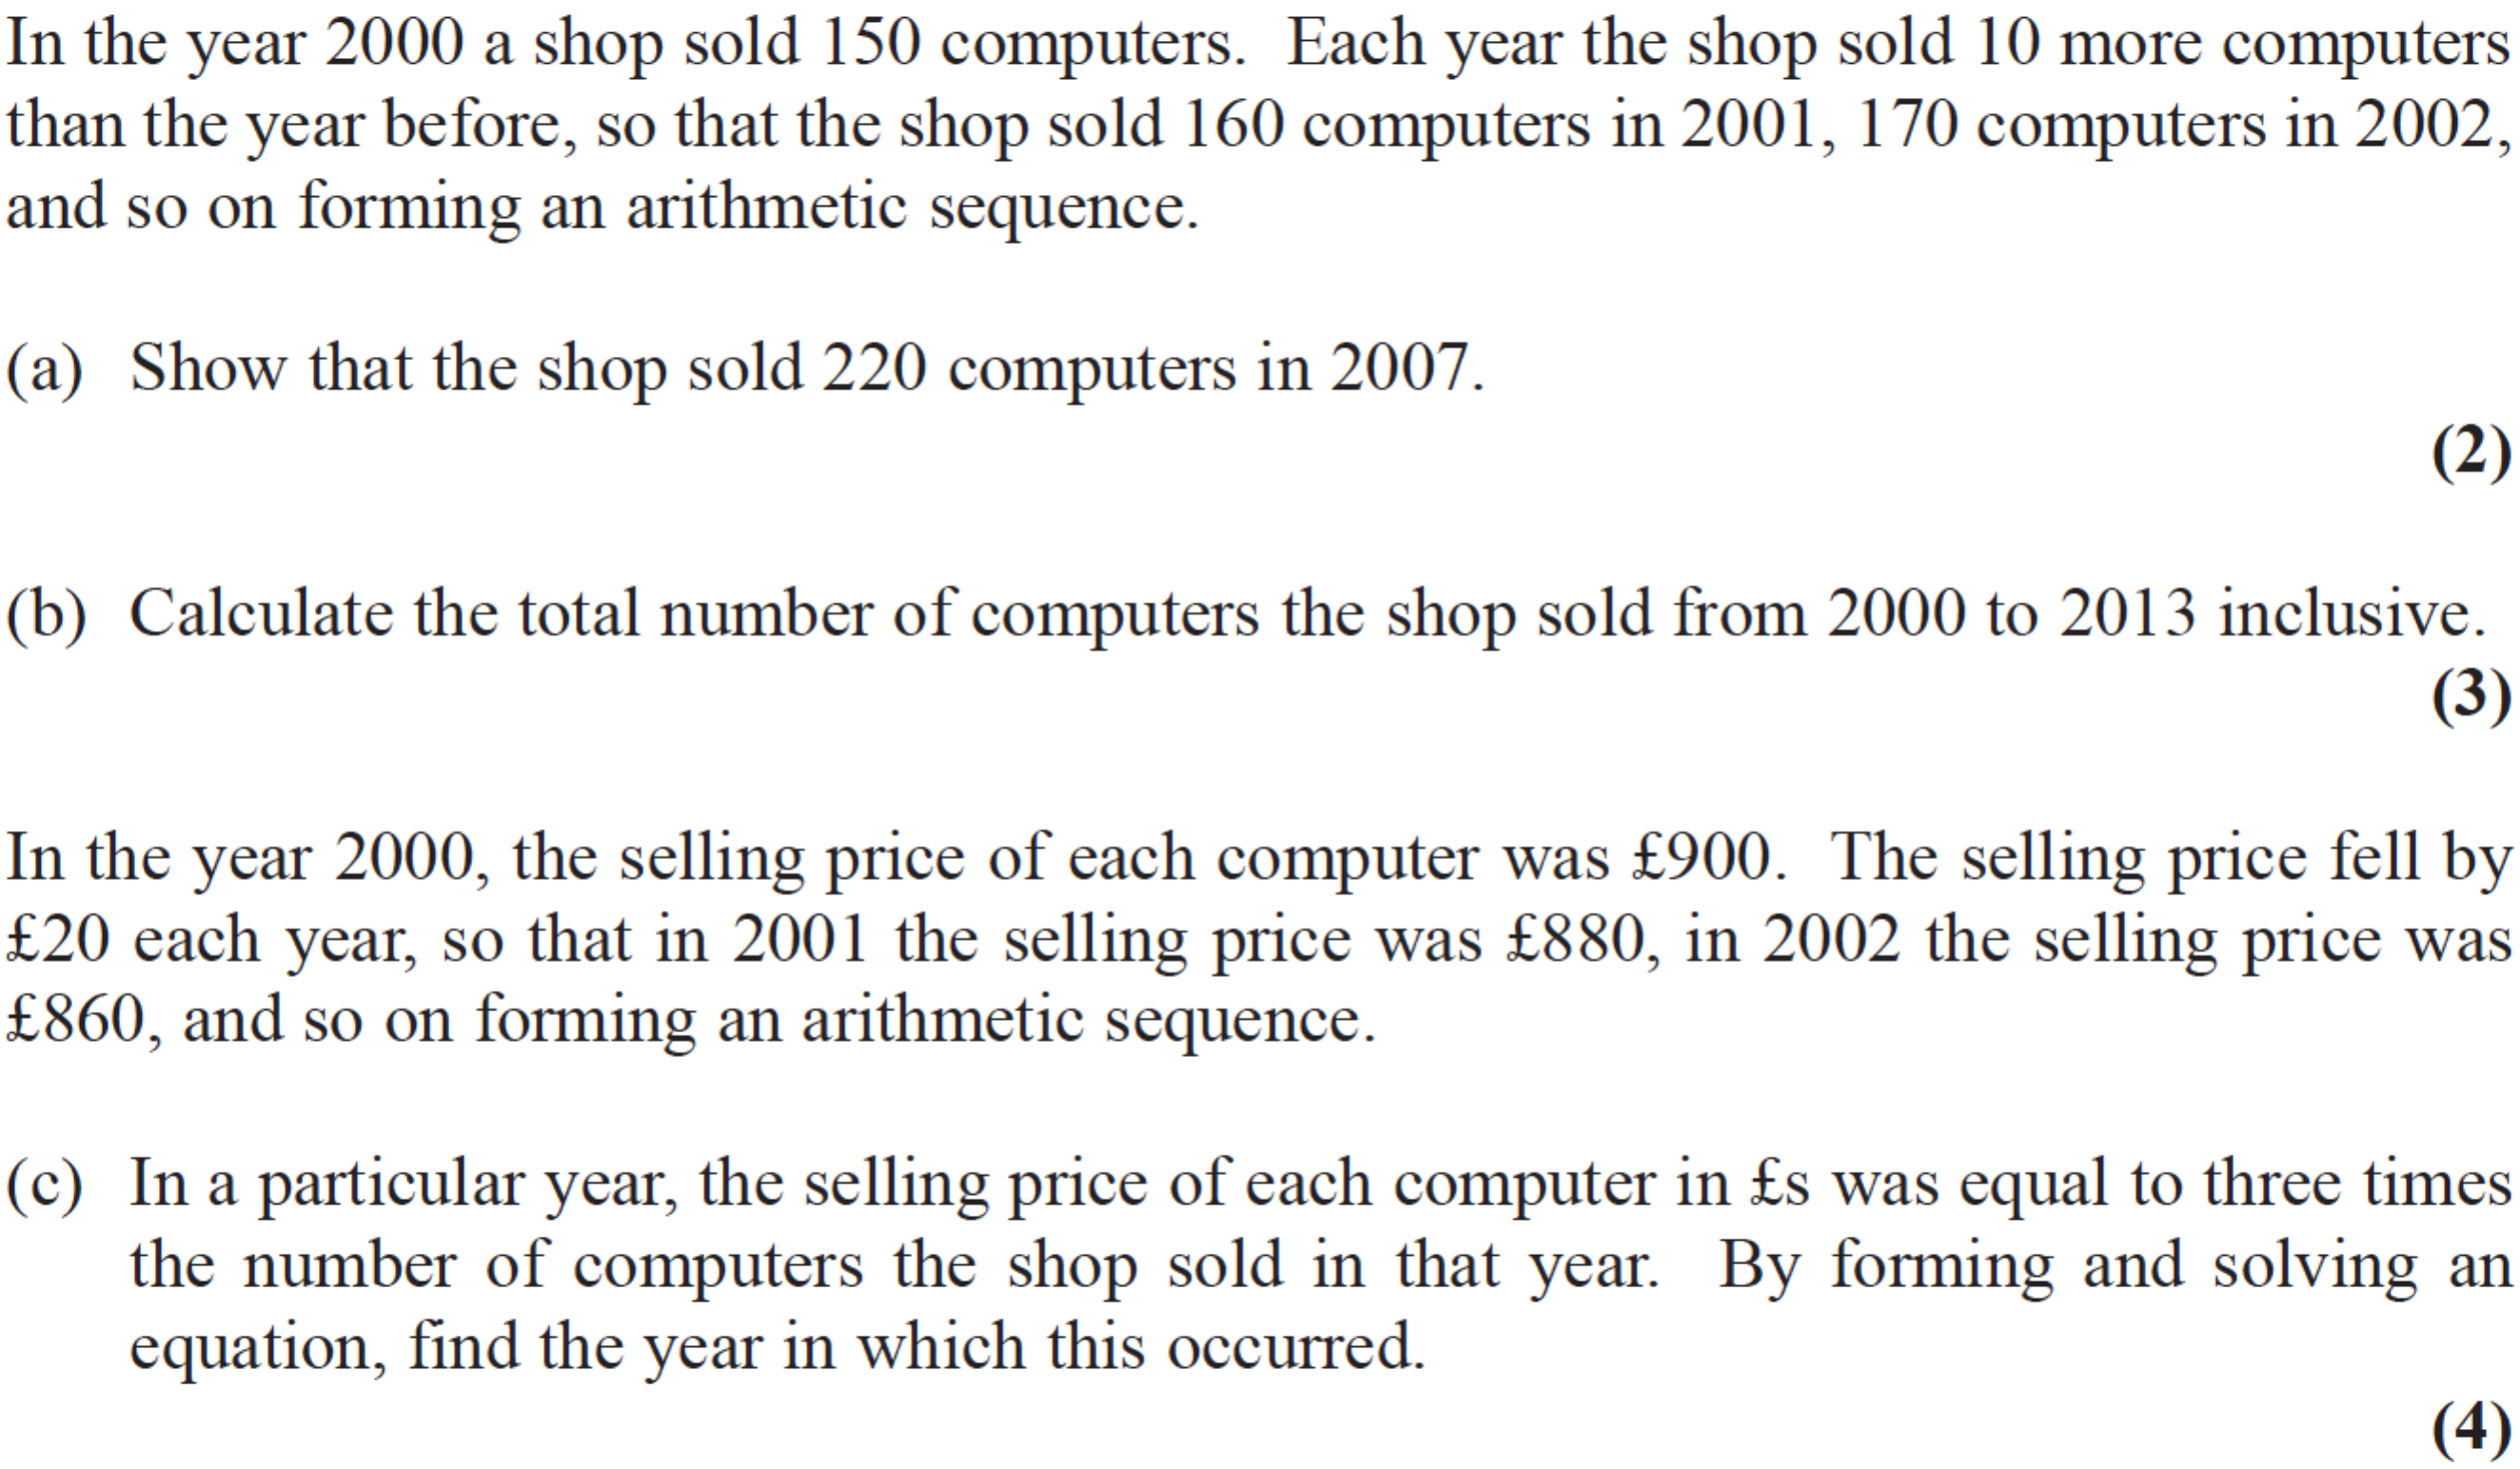 In the year 2000 a shop sold 150 computers. Each year the shop sold 10 more computers
than the year before, so that the shop sold 160 computers in 2001, 170 computers in 2002,
and so on forming an arithmetic sequence.
(a) Show that the shop sold 220 computers in 2007.
(2)
(b) Calculate the total number of computers the shop sold from 2000 to 2013 inclusive.
(3)
In the year 2000, the selling price of each computer was £900. The selling price fell by
£20 each year, so that in 2001 the selling price was £880, in 2002 the selling price was
£860, and so on forming an arithmetic sequence.
(c) In a particular year, the selling price of each computer in £s was equal to three times
the number of computers the shop sold in that year. By forming and solving an
equation, find the year in which this occurred.
(4)